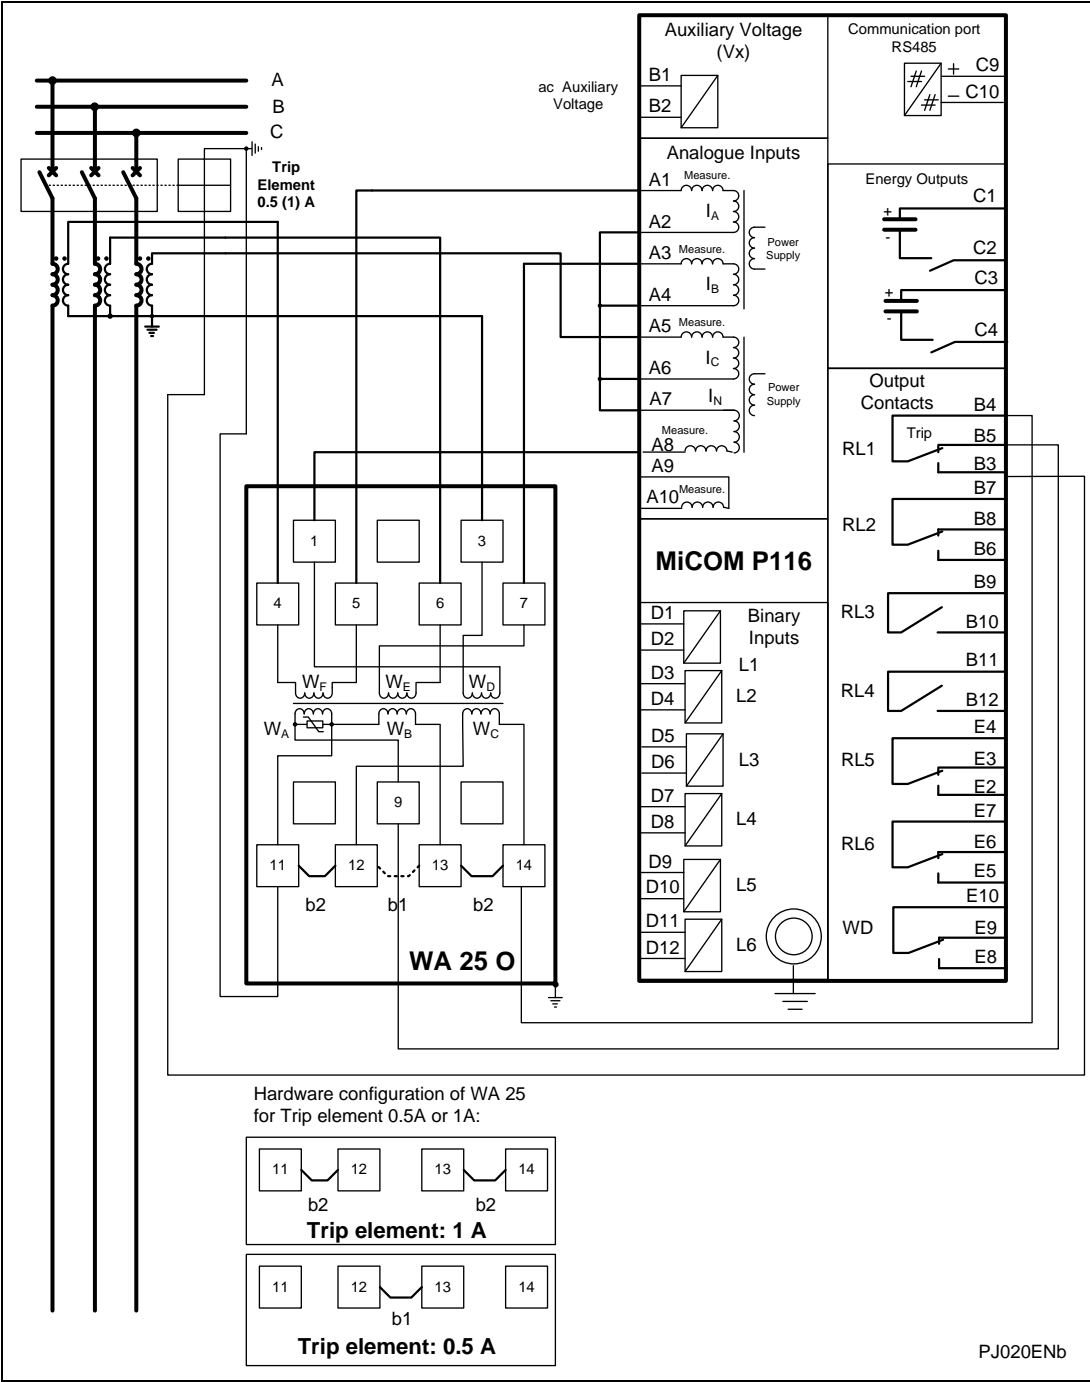 A
B
C
Trip
Element
0.5 (1) A
ac Auxiliary
Voltage
Auxiliary Voltage
(Vx)
B1
B2
Communication port
RS485
#
#
+ C9
– C10
Analogue Inputs
A1 Measure.
IA
A2
A3 Measure.
IB
A4
Power
Supply
A5 Measure.
IC
A6
A7 IN
Measure.
A8
Power
Supply
A9
A10 Measure.
Energy Outputs
C1
+
-
C2
C3
+
-
C4
Output
Contacts
B4
RL1
Trip
B5
B3
B7
RL2
B8
B6
B9
RL3
B10
B11
RL4
B12
E4
RL5
E3
E2
E7
RL6
E6
E5
E10
WD
E9
E8
MiCOM P116
Binary
Inputs
D1
D2
L1
D3
D4
L2
D5
D6
L3
D7
D8
L4
D9
D10
L5
D11
D12
L6
1
3
4
5
6
7
WF
WE
WD
WA
WB
WC
9
11
12
13
14
b2
b1
b2
WA 25 O
Hardware configuration of WA 25
for Trip element 0.5A or 1A:
11
12
13
14
b2
b2
Trip element: 1 A
11
12
13
14
b1
Trip element: 0.5 A
PJ020ENb